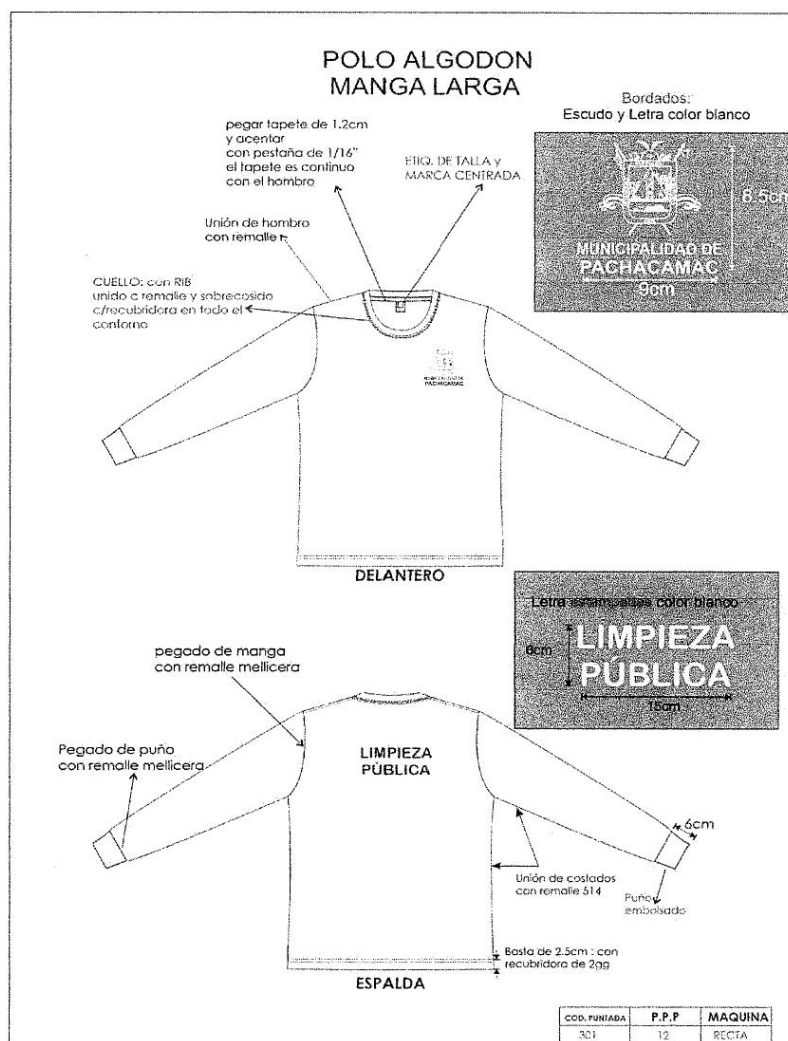 POLO ALGODON
MANGA LARGA
Bordados:
Escudo y Letra color blanco
pegar tapete de 1.2cm
y acentar
con pestaña de 1/16"
el tapete es continuo
con el hombro
ETIQ. DE TALLA y
MARCA CENTRADA
8.5cm
MUNICIPALIDAD DE
PACHACAMAC
9cm
Unión de hombro
con remalle
CUELLO: con RIB
unido c remalle y sobrecosido
c/recubridora en todo el
contorno
MUNICIPALIDAD DE
PACHACAMAC
DELANTERO
Letra estampadas color blanco
6cm
LIMPIEZA
PÚBLICA
15cm
pegado de manga
con remalle mellicera
Pegado de puño
con remalle mellicera
LIMPIEZA
PÚBLICA
6cm
Unión de costados
con remalle 514
Puño
embolsado
Basta de 2.5cm : con
recubridora de 2gg
ESPALDA
COD. PUNTADA P.P.P MAQUINA
301 12 RECTA